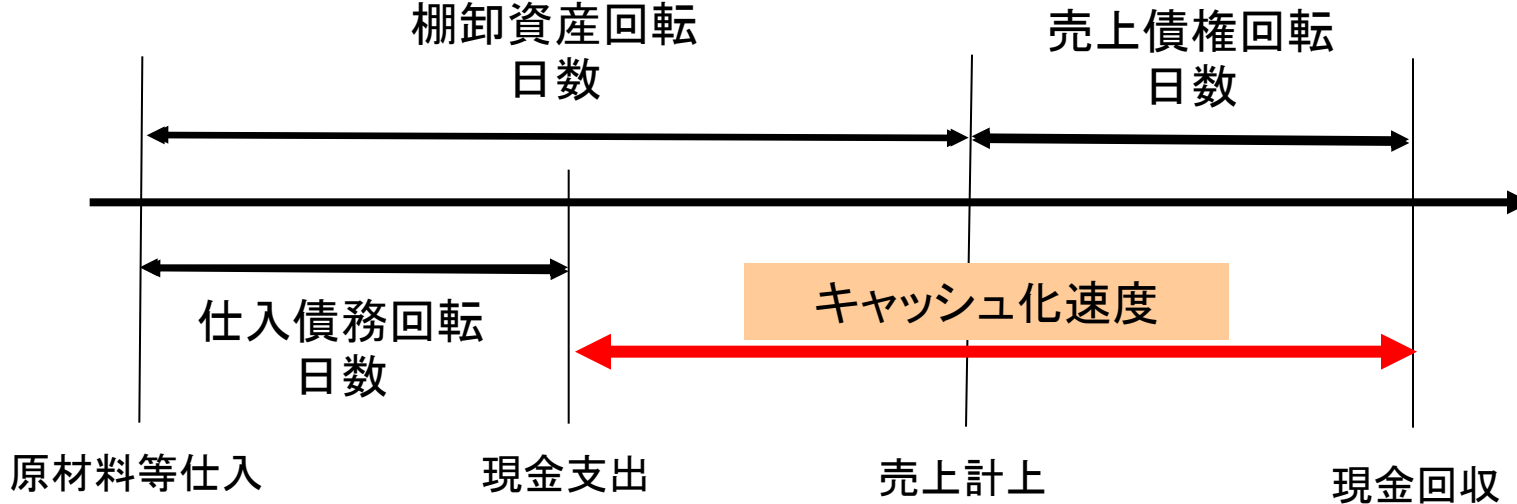 棚卸資産回転
日数
売上債権回転
日数
仕入債務回転
日数
キャッシュ化速度
原材料等仕入
現金支出
売上計上
現金回収